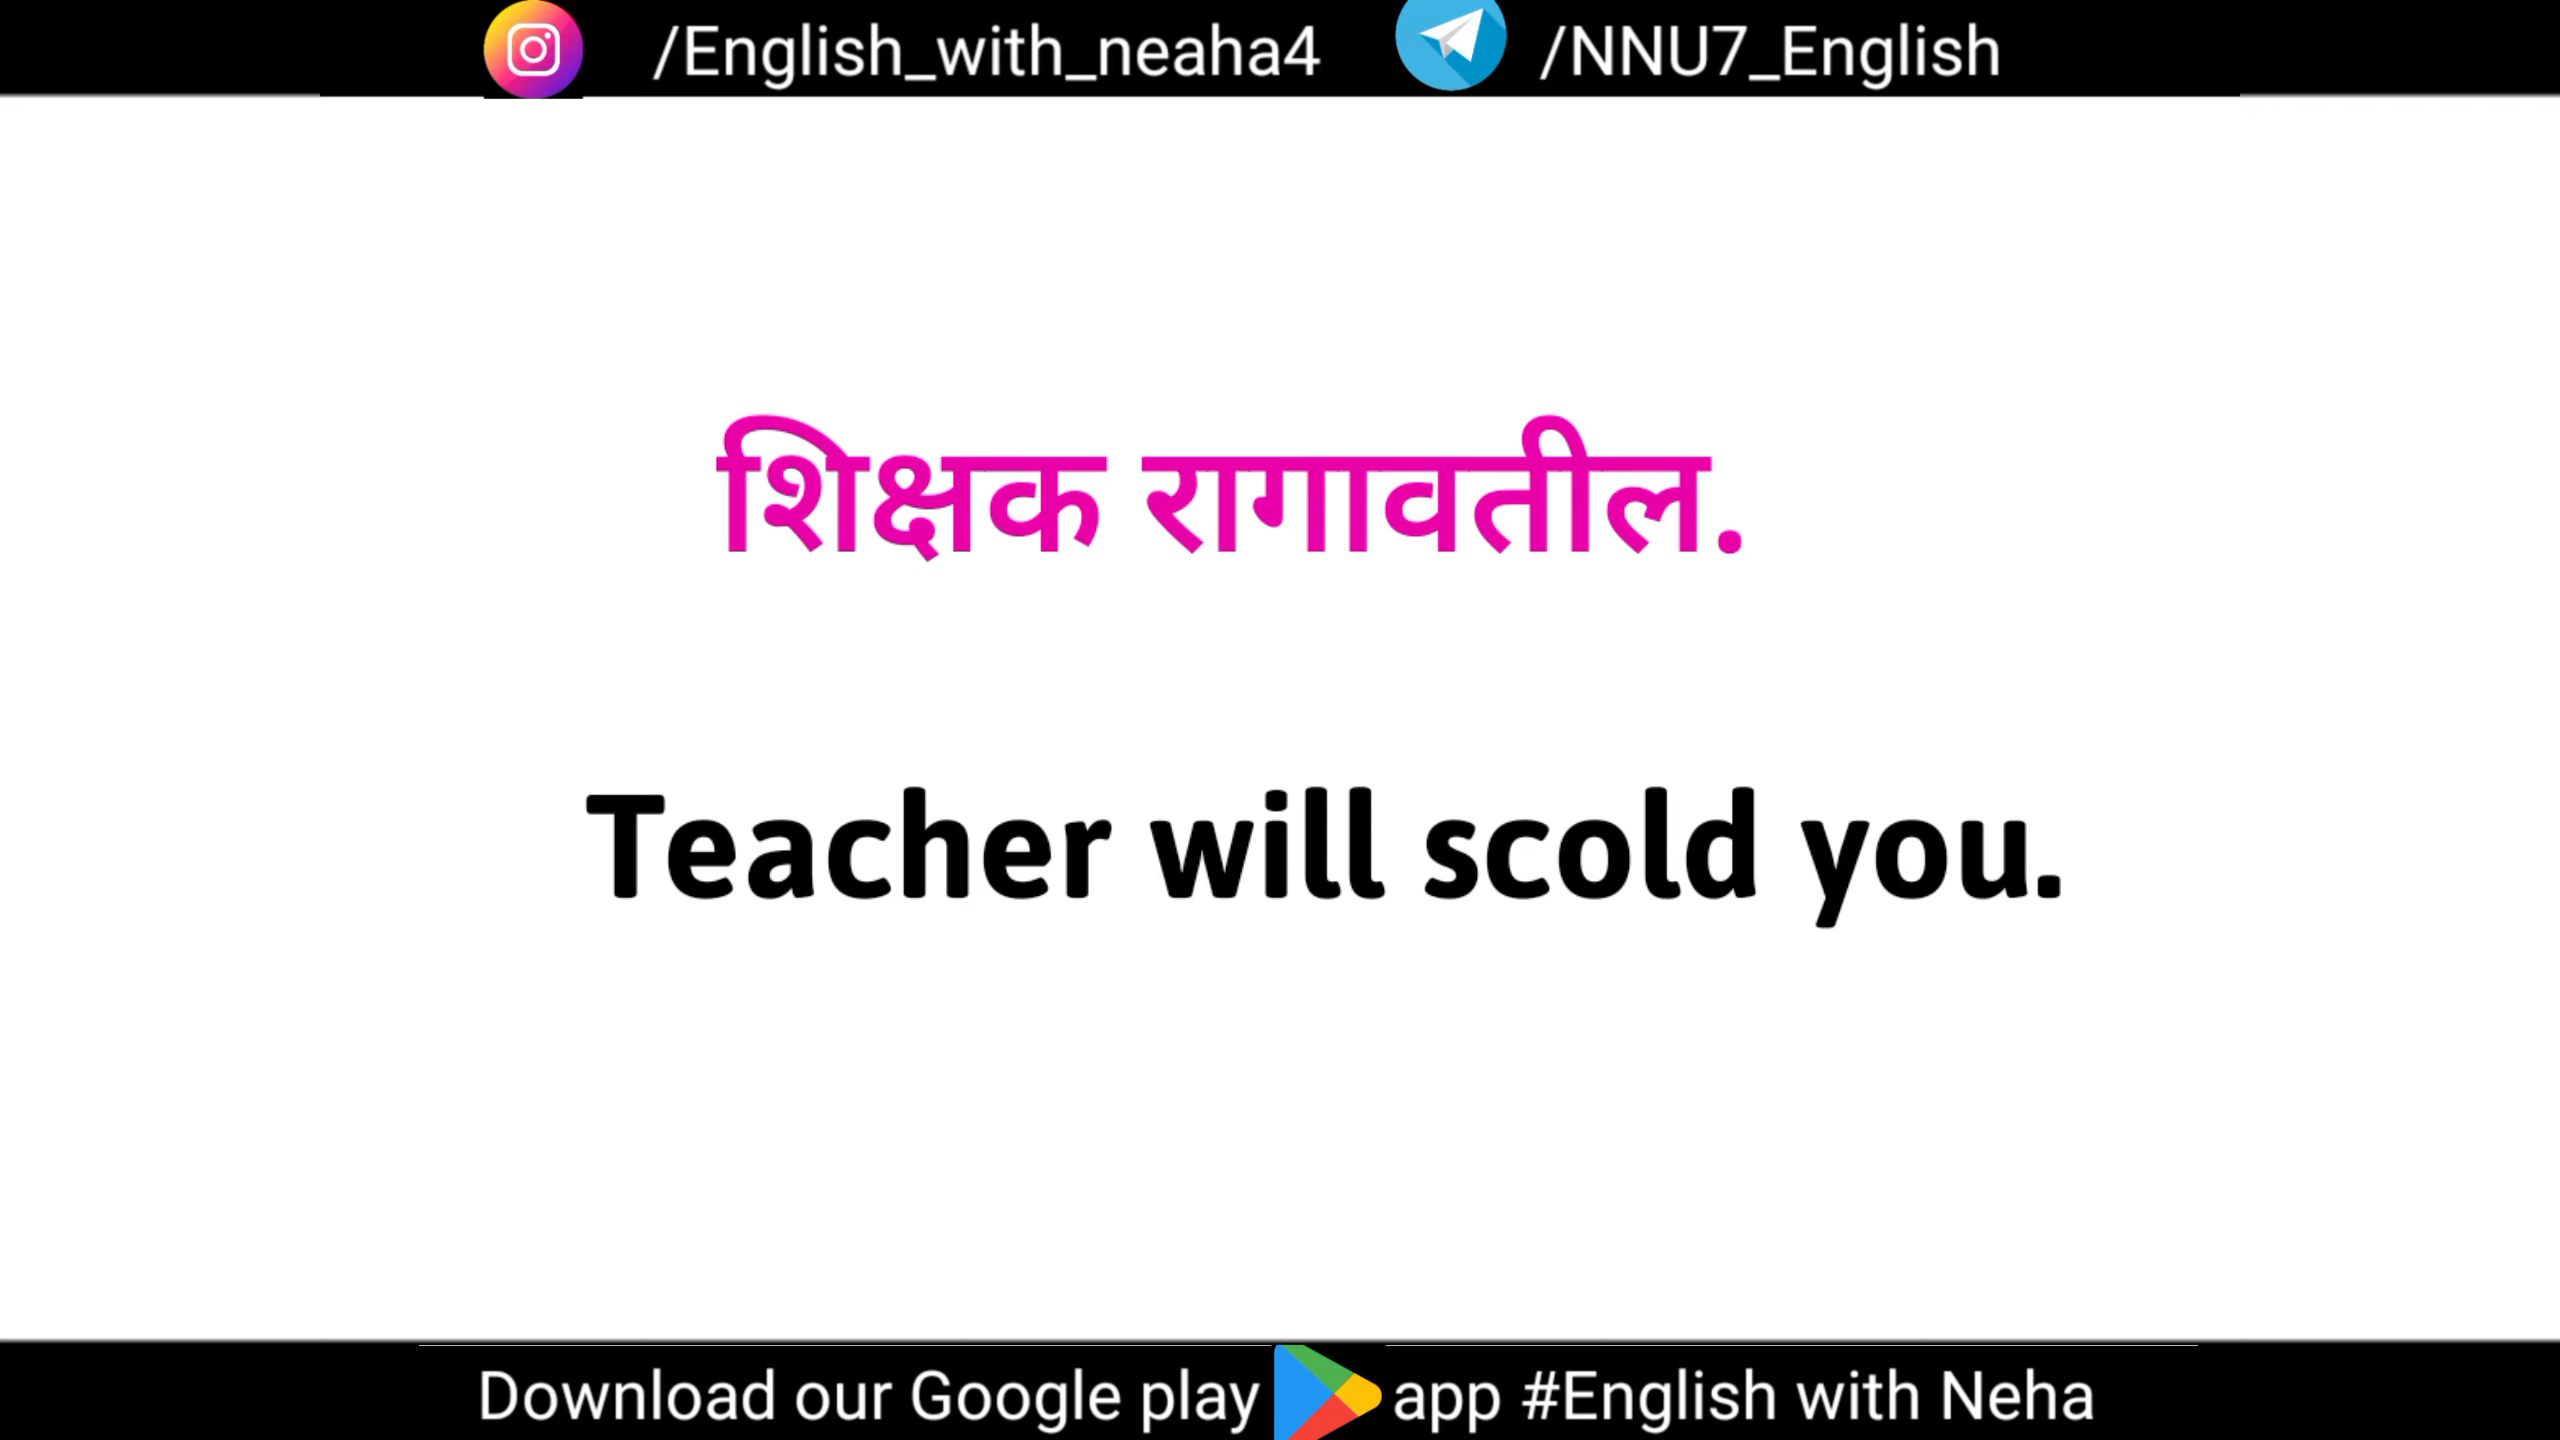 /English_with_neaha4 /NNU7_English
शिक्षक रागावतील.
Teacher will scold you.
Download our Google play app #English with Neha